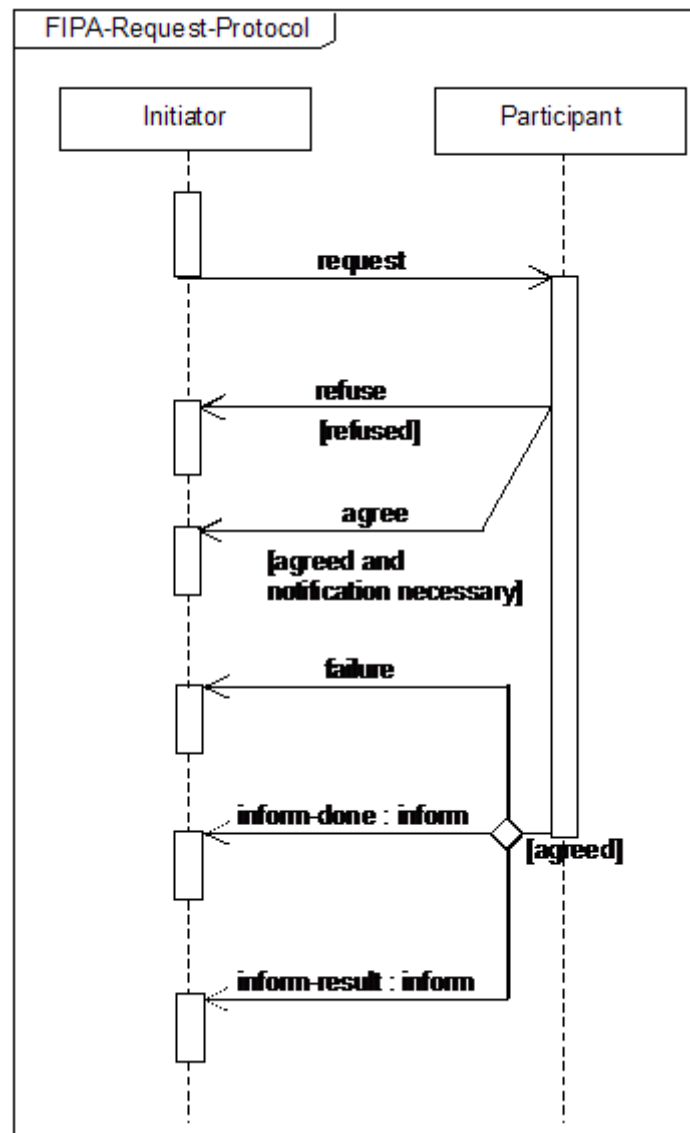 FIPA-Request-Protocol
Initiator
Participant
request
refuse
[refused]
agree
[agreed and
notification necessary]
failure
inform-done : inform
[agreed]
inform-result : inform